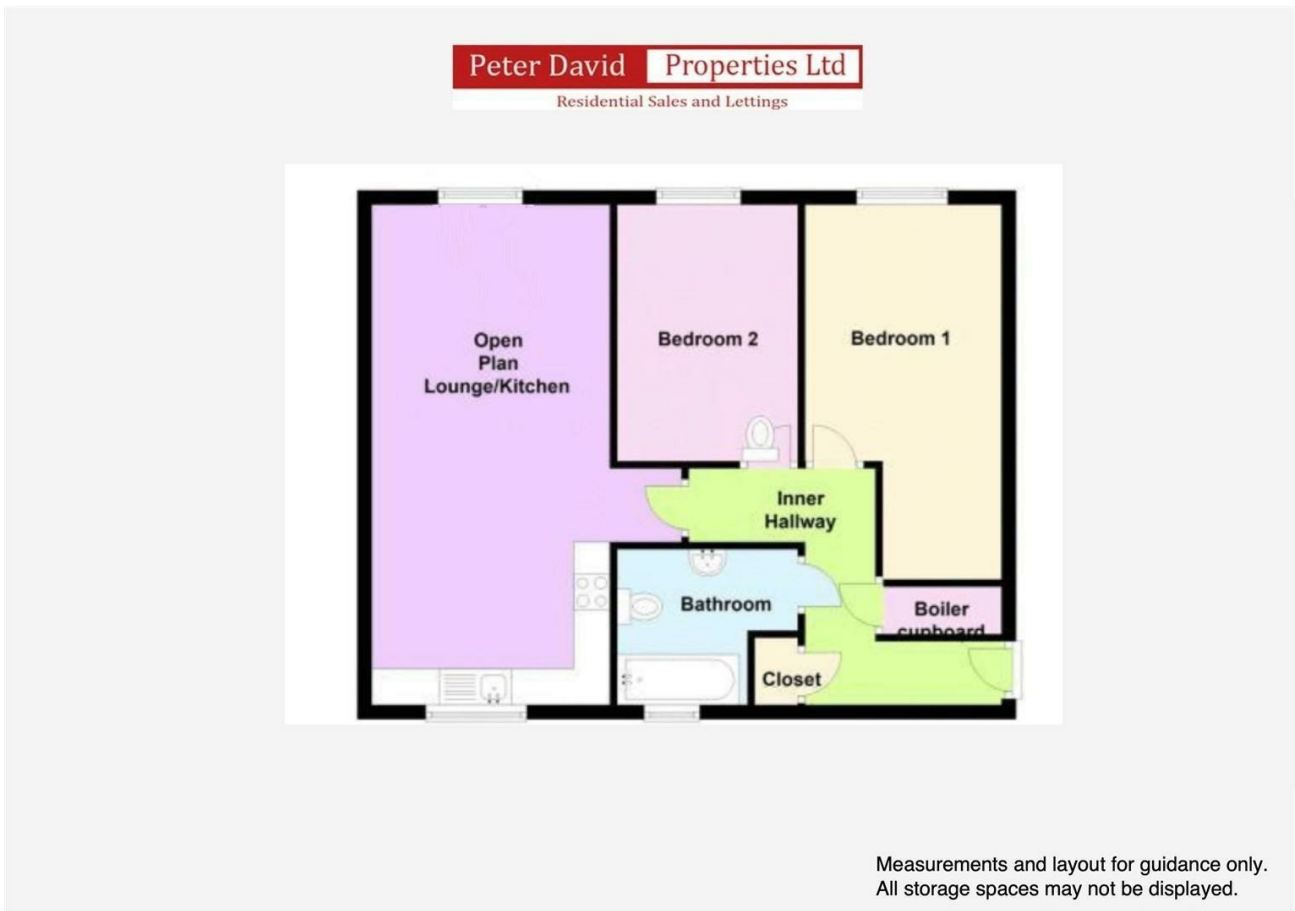 Peter David Properties Ltd
Residential Sales and Lettings
Open
Plan
Lounge/Kitchen
Bedroom 2
Bedroom 1
Inner
Hallway
Bathroom
Boiler
cupboard
Closet
Measurements and layout for guidance only.
All storage spaces may not be displayed.